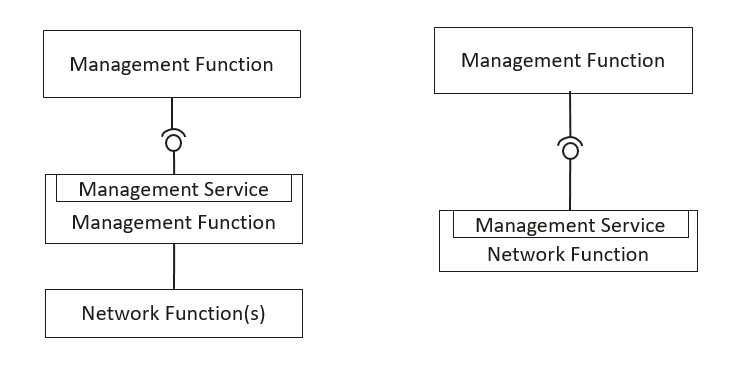 Management Function
Management Service
Management Function
Network Function(s)
Management Function
Management Service
Network Function